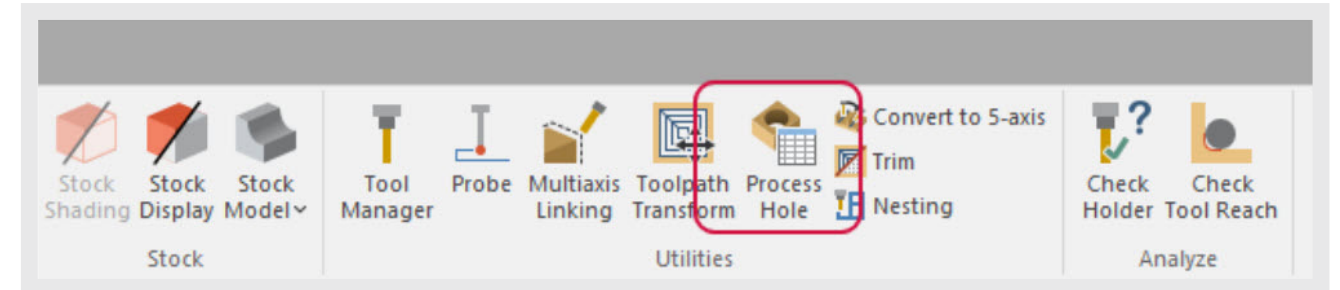 Stock Shading
Stock Display
Stock Model
Stock
Tool Manager
Probe
Multiaxis Linking
Toolpath Transform
Process Hole
Convert to 5-axis
Trim
Nesting
Utilities
Check Holder
Check Tool Reach
Analyze